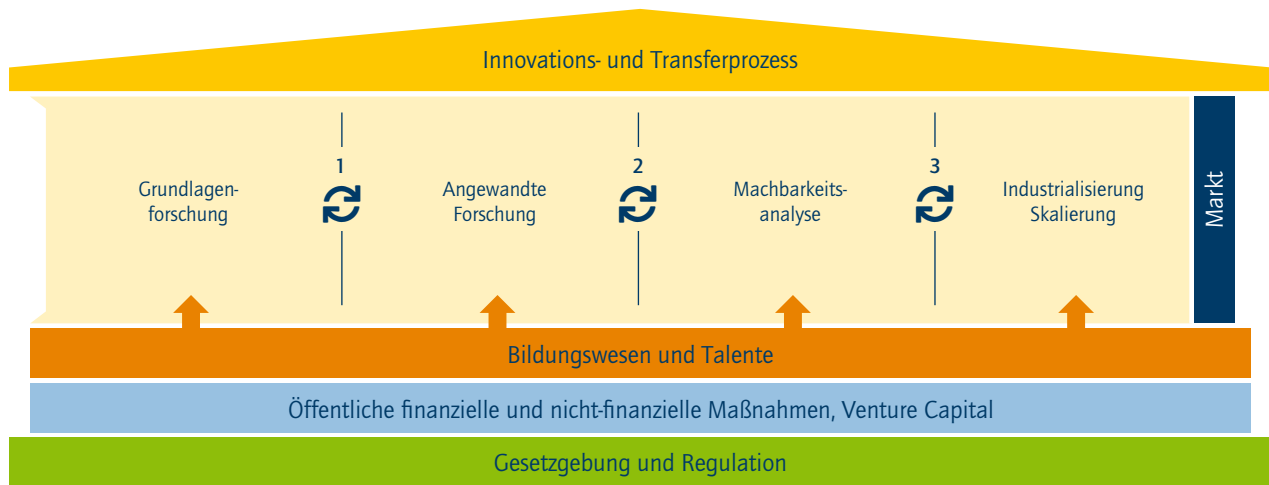 Innovations- und Transferprozess
1
2
3
Grundlagen-
forschung
Angewandte
Forschung
Machbarkeits-
analyse
Industrialisierung
Skalierung
Markt
Bildungswesen und Talente
Öffentliche finanzielle und nicht-finanzielle Maßnahmen, Venture Capital
Gesetzgebung und Regulation